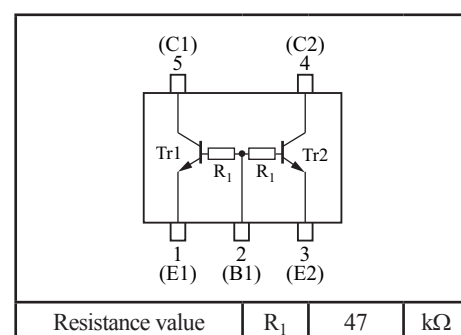 (C1) (C2)
5 4
Tr1 Tr2
R1 R1
1 2 3
(E1) (B1) (E2)
Resistance value R1 47 kΩ